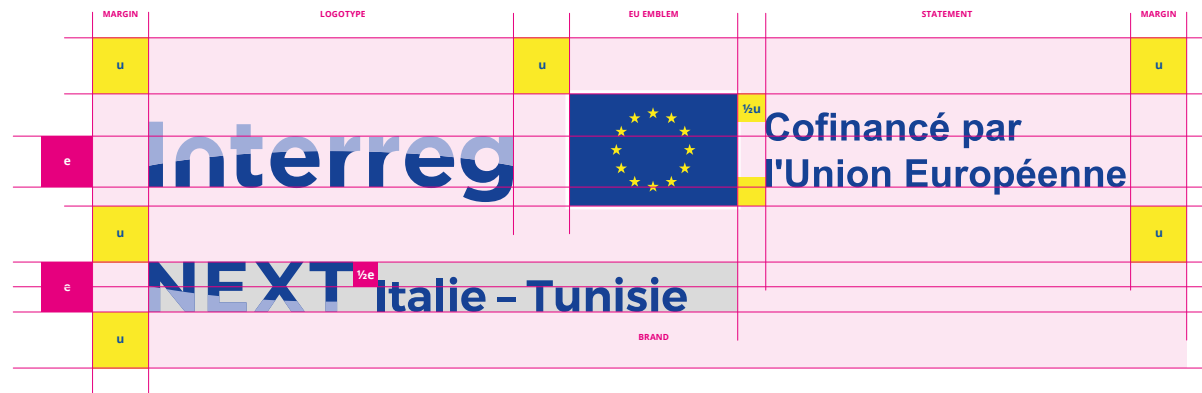 MARGIN LOGOTYPE EU EMBLEM STATEMENT MARGIN
u u u
½u
Interreg Cofinancé par
e l'Union Européenne
u u
e NEXT ½e Italie – Tunisie
u BRAND